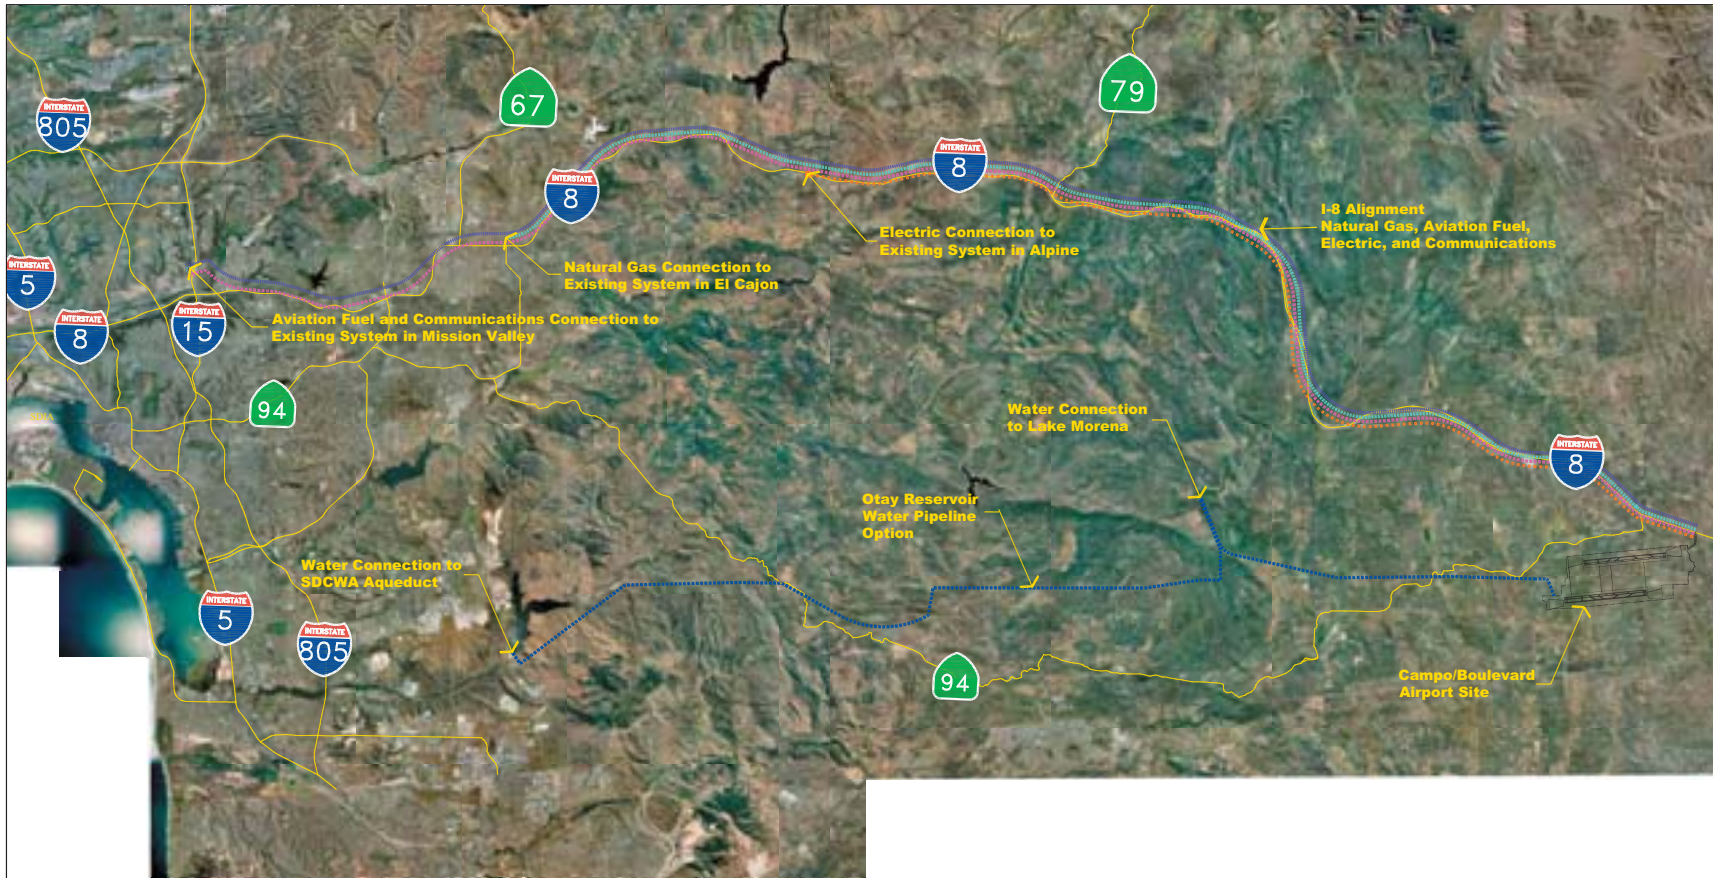 INTERSTATE
805
67
79
INTERSTATE
8
INTERSTATE
8
I-8 Alignment
Natural Gas, Aviation Fuel,
Electric, and Communications
Electric Connection to
Existing System in Alpine
INTERSTATE
5
Natural Gas Connection to
Existing System in El Cajon
INTERSTATE
8
INTERSTATE
15
Aviation Fuel and Communications Connection to
Existing System in Mission Valley
94
Water Connection
to Lake Morena
INTERSTATE
8
Otay Reservoir
Water Pipeline
Option
Water Connection to
SDCWA Aqueduct
INTERSTATE
5
INTERSTATE
805
94
Campo/Boulevard
Airport Site